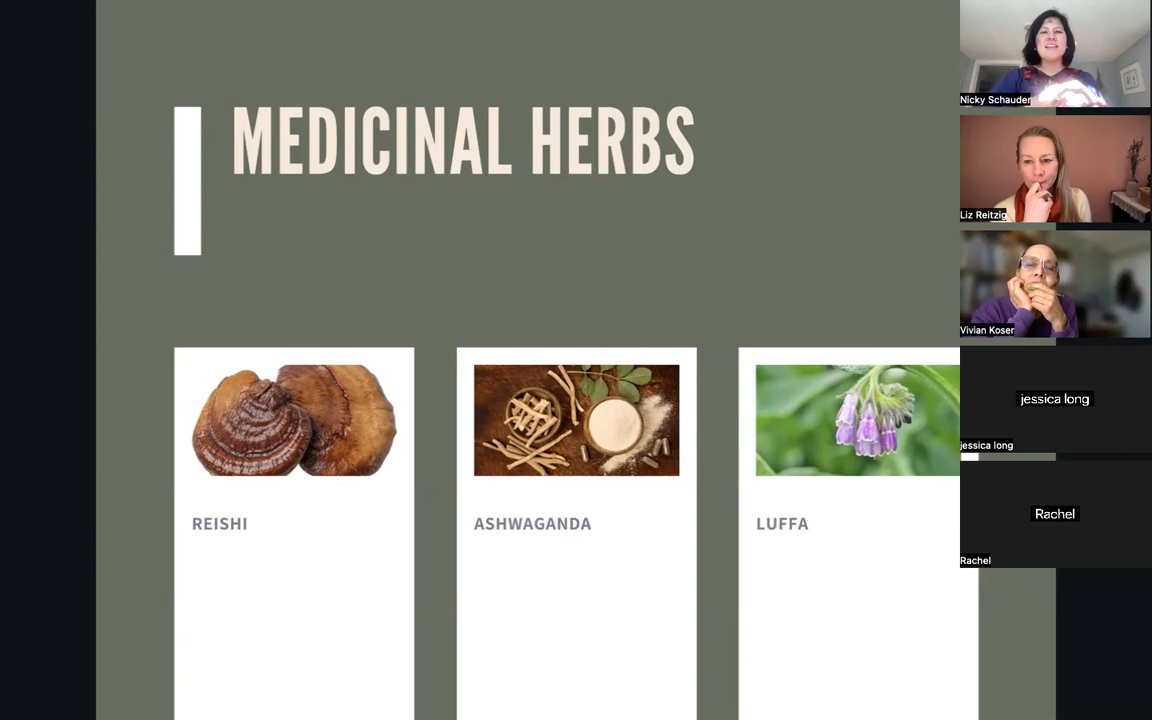 MEDICINAL HERBS
REISHI
ASHWAGANDA
LUFFA
Nicky Schauder
Liz Reitzig
Vivian Koser
jessica long
jessica long
Rachel
Rachel